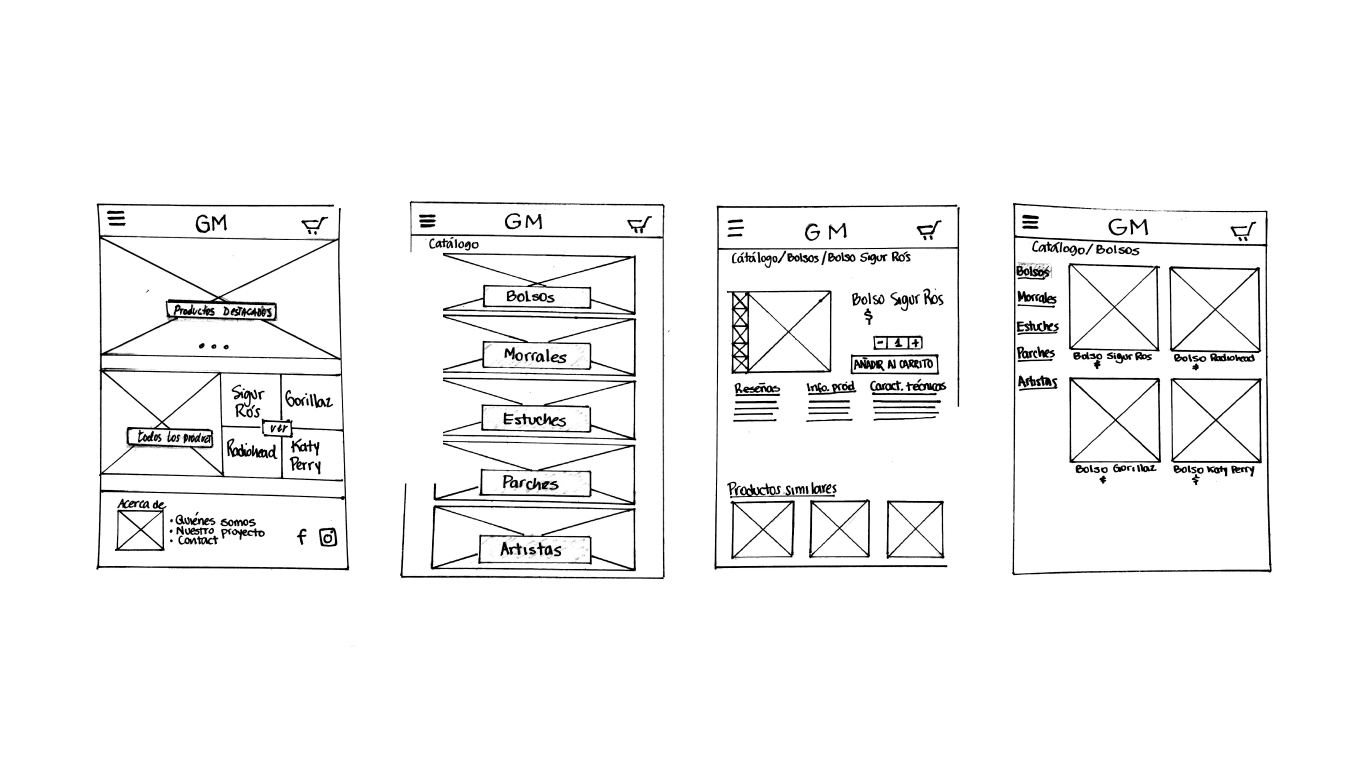 GM
Productos DESTACADOS
todos los product
Sigur
Rós
Gorillaz
ver
Radiohead
Katy
Perry
Acerca de
• Quiénes somos
• Nuestro proyecto
• Contact
f
GM
Catálogo
Bolsos
Morrales
Estuches
Parches
Artistas
GM
Catálogo/Bolsos/Bolso Sigur Rós
Bolso Sigur Rós
$
- 1 +
AÑADIR AL CARRITO
Reseñas Info. prod Caract. técnicas
Productos similares
GM
Catálogo/Bolsos
Bolsos
Morrales
Estuches
Parches
Artistas
Bolso Sigur Ros
$
Bolso Radiohead
$
Bolso Gorillaz
$
Bolso Katy Perry
$